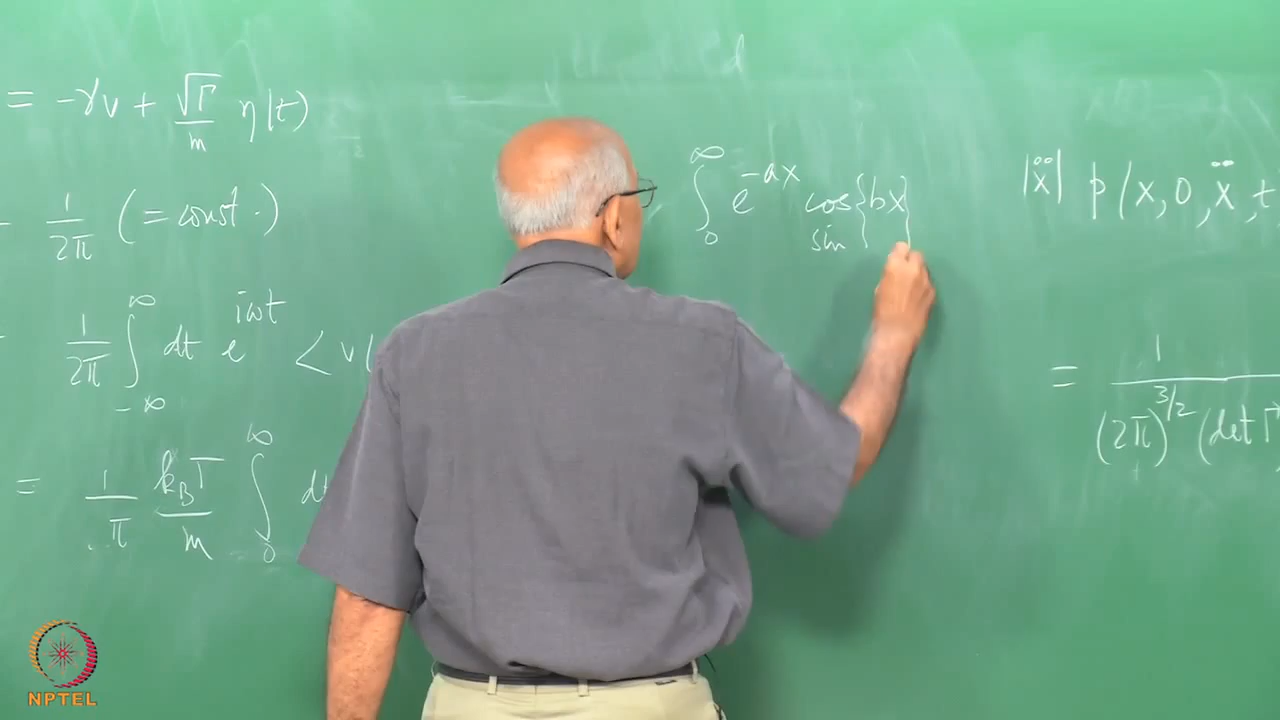 = -γv + √Γ/m η(t)
1/2π (= const.)
1/2π ∫_{-∞}^{∞} dt e^{iωt} < v(
= 1/π k_BT/m ∫_0^∞ dt
∫_0^∞ e^{-ax} cos sin {bx}
|ẍ| p(x, 0, ẍ, t
= 1/(2π)^{3/2} (det Γ
NPTEL